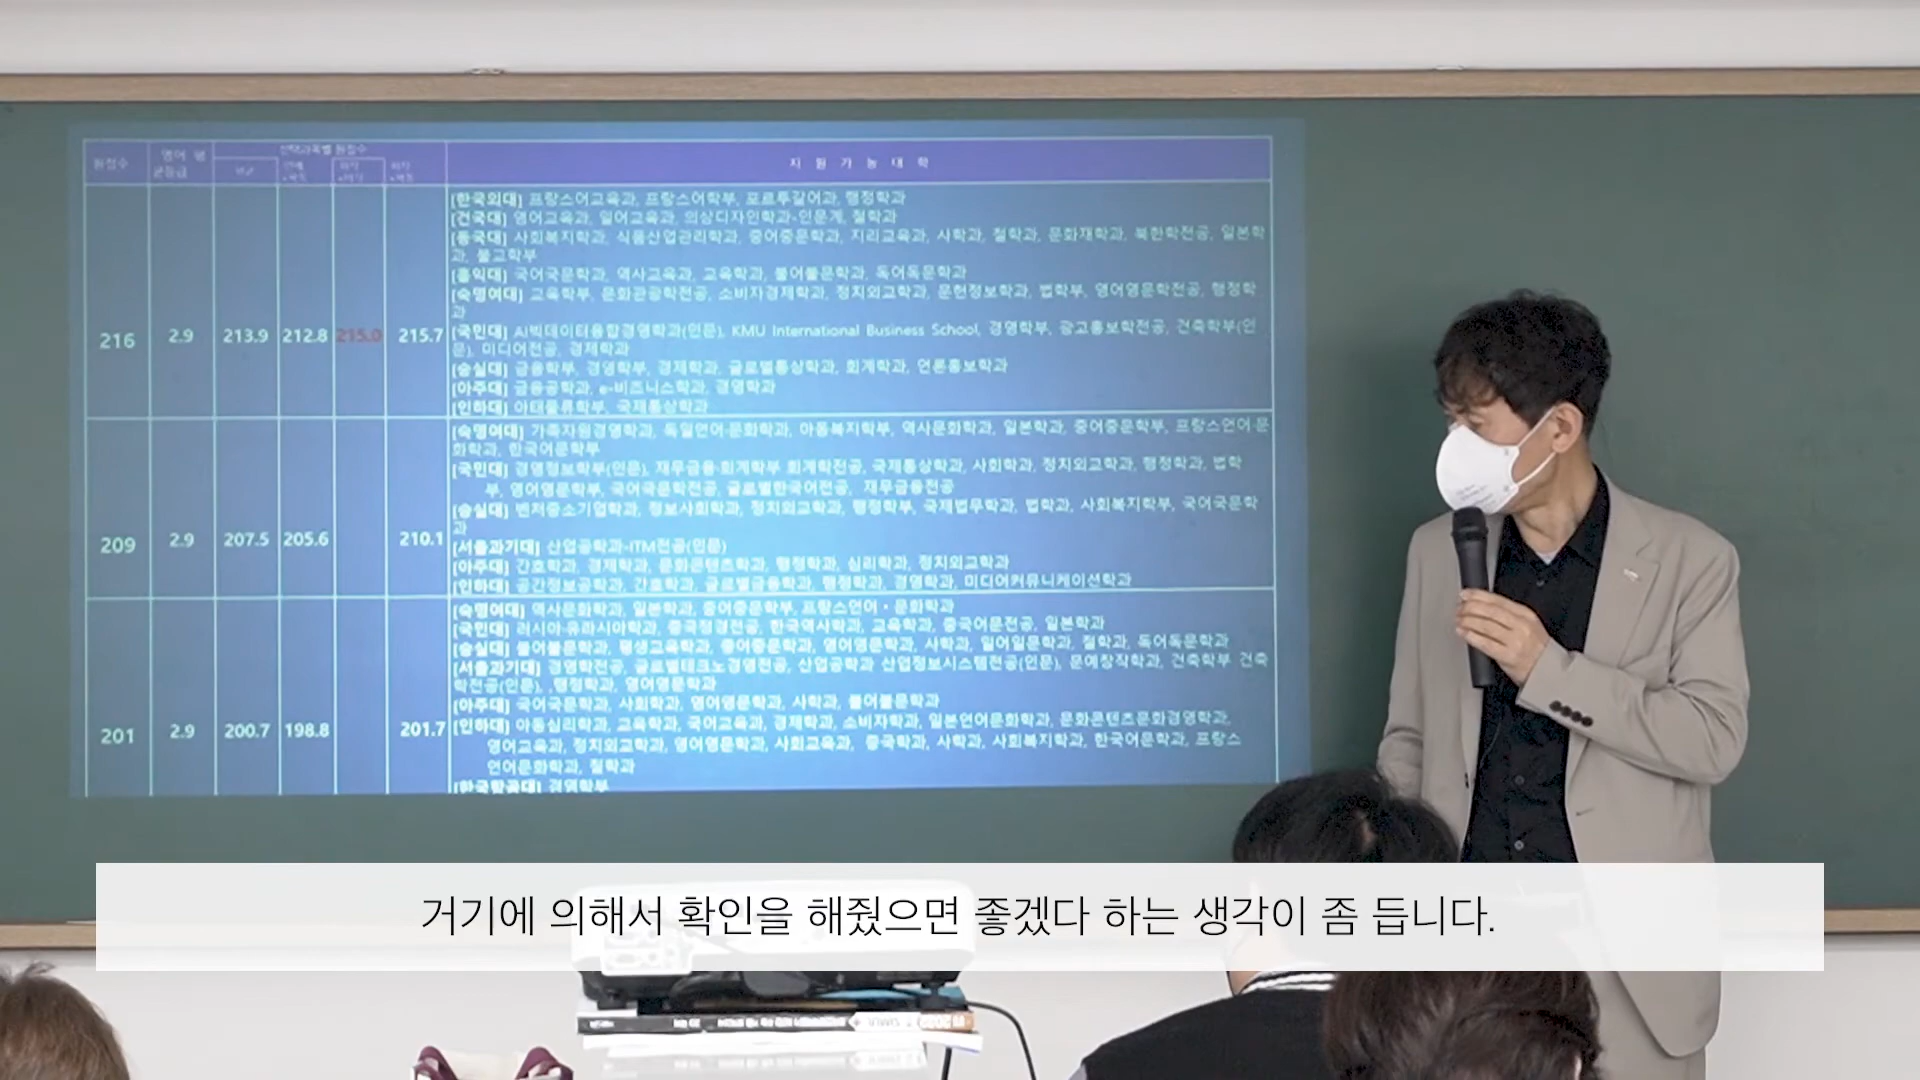 원점수
영어 평균등급
선택과목별 원점수
지 원 가 능 대 학
216 2.9 213.9 212.8 215.0 215.7
[한국외대] 프랑스어교육과, 프랑스어학부, 포르투갈어과, 행정학과
[건국대] 영어교육과, 일어교육과, 의상디자인학과-인문계, 철학과
[동국대] 사회복지학과, 식품산업관리학과, 중어중문학과, 지리교육과, 사학과, 철학과, 문화재학과, 북한학전공, 일본학
과, 불교학부
[홍익대] 국어국문학과, 역사교육과, 교육학과, 불어불문학과, 독어독문학과
[숙명여대] 교육학부, 문화관광학전공, 소비자경제학과, 정치외교학과, 문헌정보학과, 법학부, 영어영문학전공, 행정학
과
[국민대] AI빅데이터융합경영학과(인문), KMU International Business School, 경영학부, 광고홍보학전공, 건축학부(인
문), 미디어전공, 경제학과
[숭실대] 금융학부, 경영학부, 경제학과, 글로벌통상학과, 회계학과, 언론홍보학과
[아주대] 금융공학과, e-비즈니스학과, 경영학과
[인하대] 아태물류학부, 국제통상학과
209 2.9 207.5 205.6 210.1
[숙명여대] 가족자원경영학과, 독일언어·문화학과, 아동복지학부, 역사문화학과, 일본학과, 중어중문학부, 프랑스언어·문
화학과, 한국어문학부
[국민대] 경영정보학부(인문), 재무금융·회계학부 회계학전공, 국제통상학과, 사회학과, 정치외교학과, 행정학과, 법학
부, 영어영문학부, 국어국문학전공, 글로벌한국어전공, 재무금융전공
[숭실대] 벤처중소기업학과, 정보사회학과, 정치외교학과, 행정학부, 국제법무학과, 법학과, 사회복지학부, 국어국문학
과
[서울과기대] 산업공학과-ITM전공(인문)
[아주대] 간호학과, 경제학과, 문화콘텐츠학과, 행정학과, 심리학과, 정치외교학과
[인하대] 공간정보공학과, 간호학과, 글로벌금융학과, 행정학과, 경영학과, 미디어커뮤니케이션학과
201 2.9 200.7 198.8 201.7
[숙명여대] 역사문화학과, 일본학과, 중어중문학부, 프랑스언어·문화학과
[국민대] 러시아·유라시아학과, 중국정경전공, 한국역사학과, 교육학과, 중국어문전공, 일본학과
[숭실대] 불어불문학과, 평생교육학과, 중어중문학과, 영어영문학과, 사학과, 일어일문학과, 철학과, 독어독문학과
[서울과기대] 경영학전공, 글로벌테크노경영전공, 산업공학과 산업정보시스템전공(인문), 문예창작학과, 건축학부 건축
학전공(인문), ,행정학과, 영어영문학과
[아주대] 국어국문학과, 사회학과, 영어영문학과, 사학과, 불어불문학과
[인하대] 아동심리학과, 교육학과, 국어교육과, 경제학과, 소비자학과, 일본언어문화학과, 문화콘텐츠문화경영학과,
영어교육과, 정치외교학과, 영어영문학과, 사회교육과, 중국학과, 사학과, 사회복지학과, 한국어문학과, 프랑스
언어문화학과, 철학과
[한국항공대] 경영학부
거기에 의해서 확인을 해줬으면 좋겠다 하는 생각이 좀 듭니다.